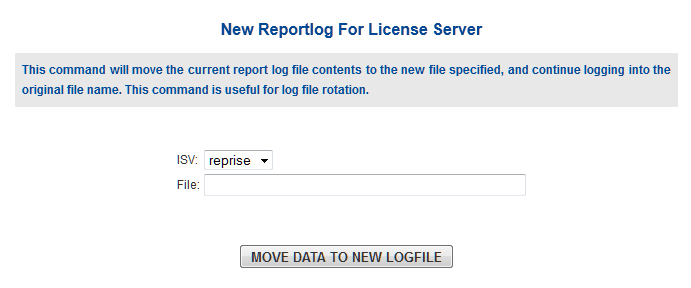 New Reportlog For License Server
This command will move the current report log file contents to the new file specified, and continue logging into the
original file name. This command is useful for log file rotation.
ISV: reprise
File:
MOVE DATA TO NEW LOGFILE